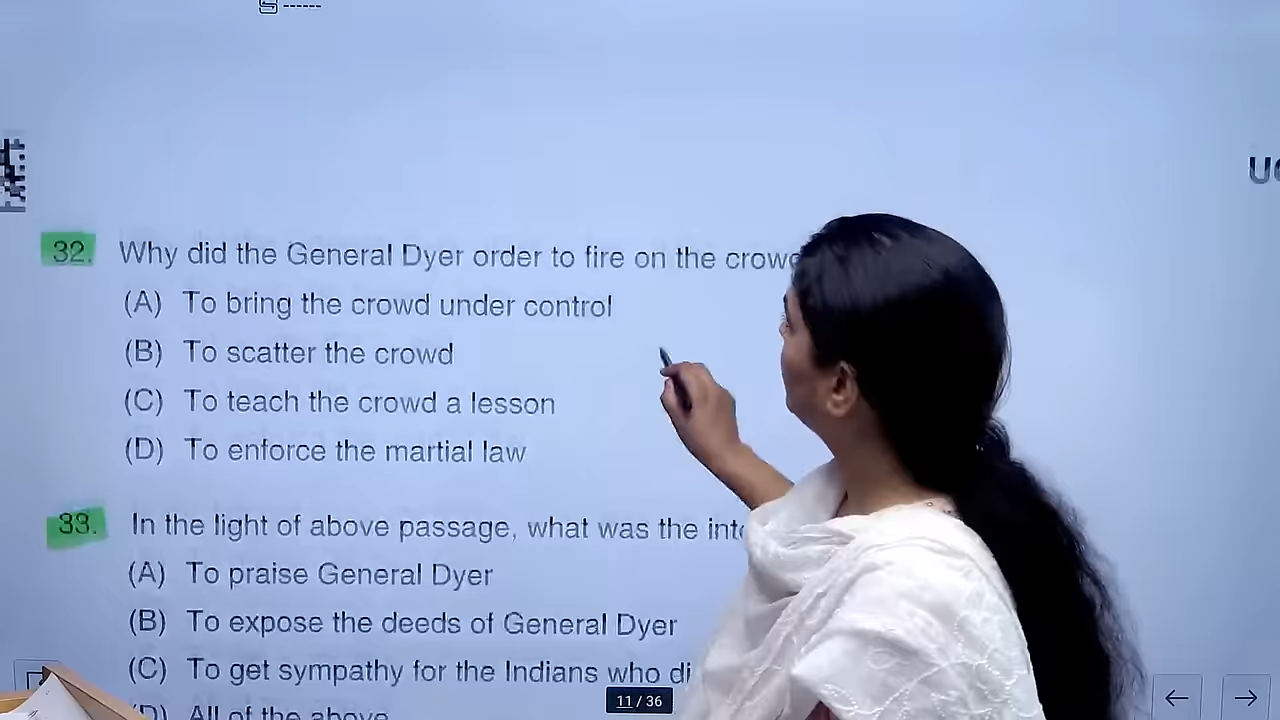 32. Why did the General Dyer order to fire on the
(A) To bring the crowd under control
(B) To scatter the crowd
(C) To teach the crowd a lesson
(D) To enforce the martial law
33. In the light of above passage, what was the
(A) To praise General Dyer
(B) To expose the deeds of General Dyer
(C) To get sympathy for the Indians who
(D) All of the above
11 / 36